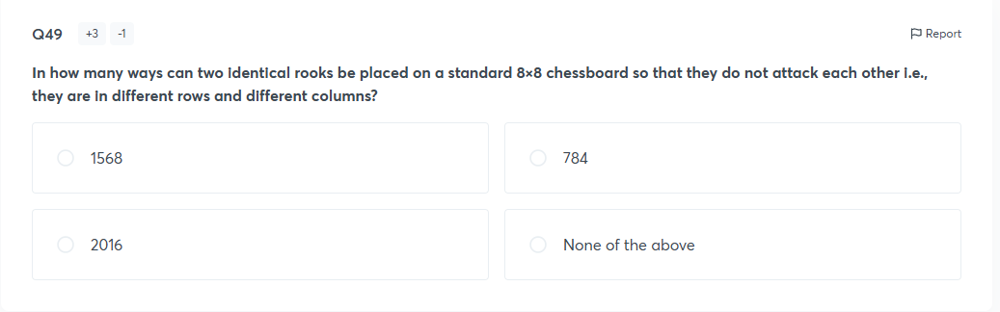 Q49 +3 -1 Report
In how many ways can two identical rooks be placed on a standard 8×8 chessboard so that they do not attack each other i.e.,
they are in different rows and different columns?
1568 784
2016 None of the above